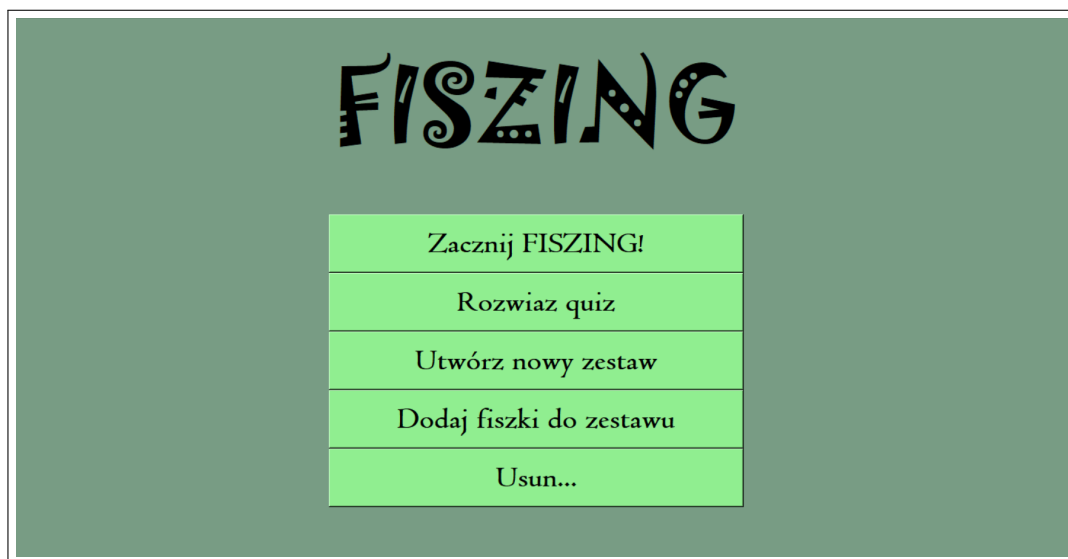 FISZING
Zacznij FISZING!
Rozwiaz quiz
Utwórz nowy zestaw
Dodaj fiszki do zestawu
Usun...